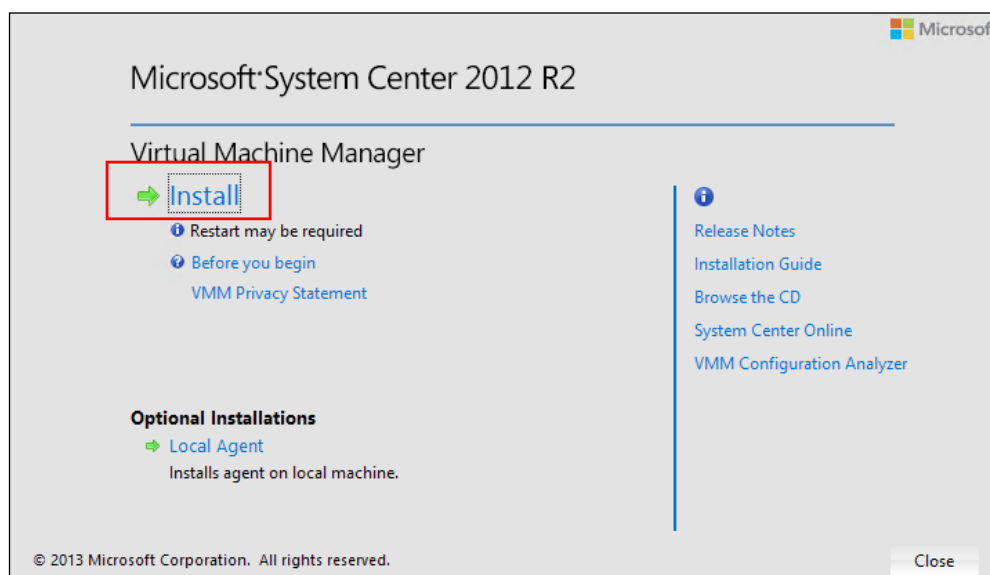 Microsof
Microsoft System Center 2012 R2
Virtual Machine Manager
Install
Restart may be required
Before you begin
VMM Privacy Statement
Release Notes
Installation Guide
Browse the CD
System Center Online
VMM Configuration Analyzer
Optional Installations
Local Agent
Installs agent on local machine.
© 2013 Microsoft Corporation. All rights reserved.
Close